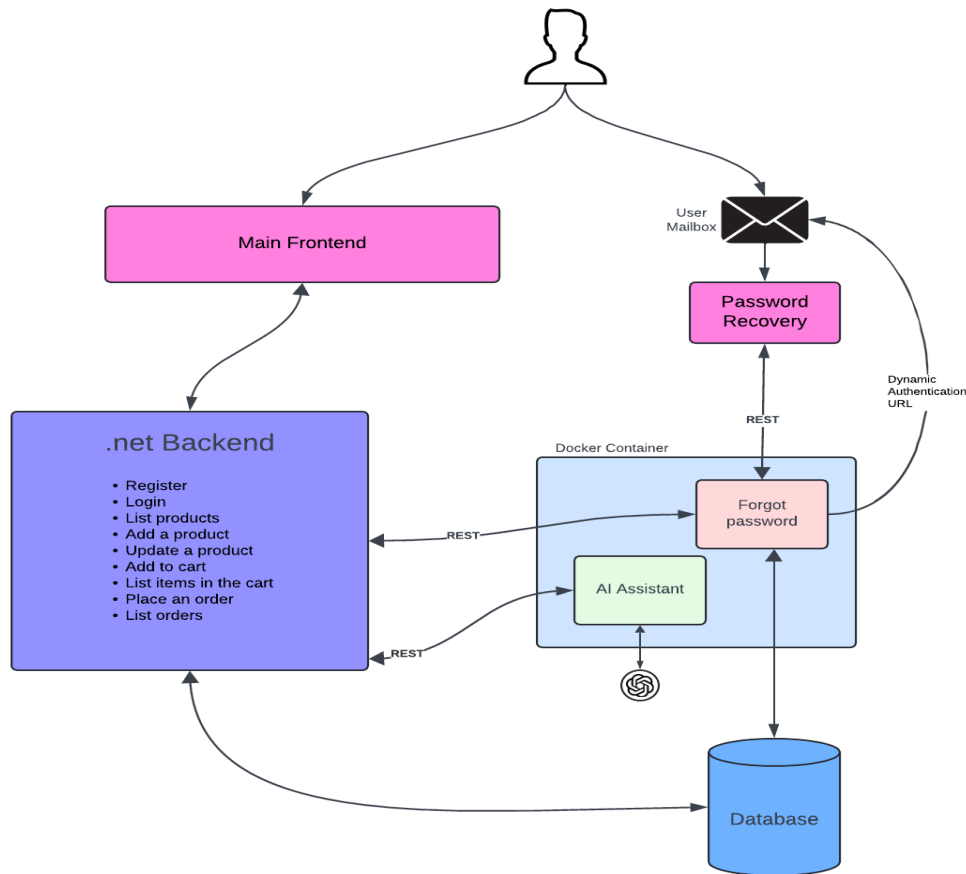 User
Mailbox
Main Frontend
Password
Recovery
Dynamic
Authentication
URL
REST
.net Backend
Docker Container
• Register
• Login
• List products
• Add a product
• Update a product
• Add to cart
• List items in the cart
• Place an order
• List orders
Forgot
password
REST
AI Assistant
REST
Database